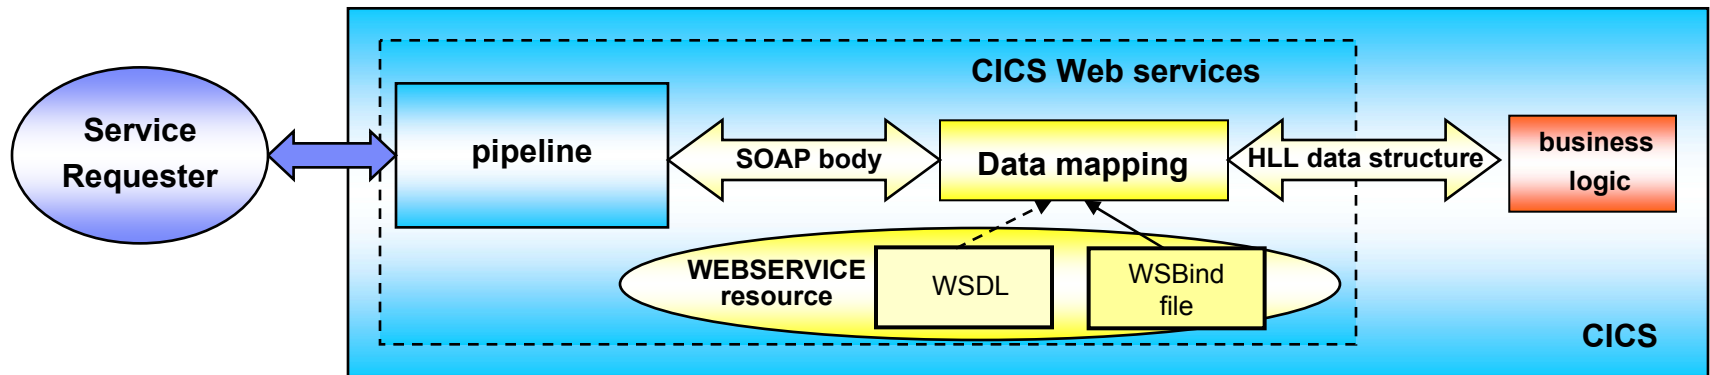 CICS Web services
Service
Requester
pipeline
SOAP body
Data mapping
HLL data structure
business
logic
WEBSERVICE
resource
WSDL
WSBind
file
CICS